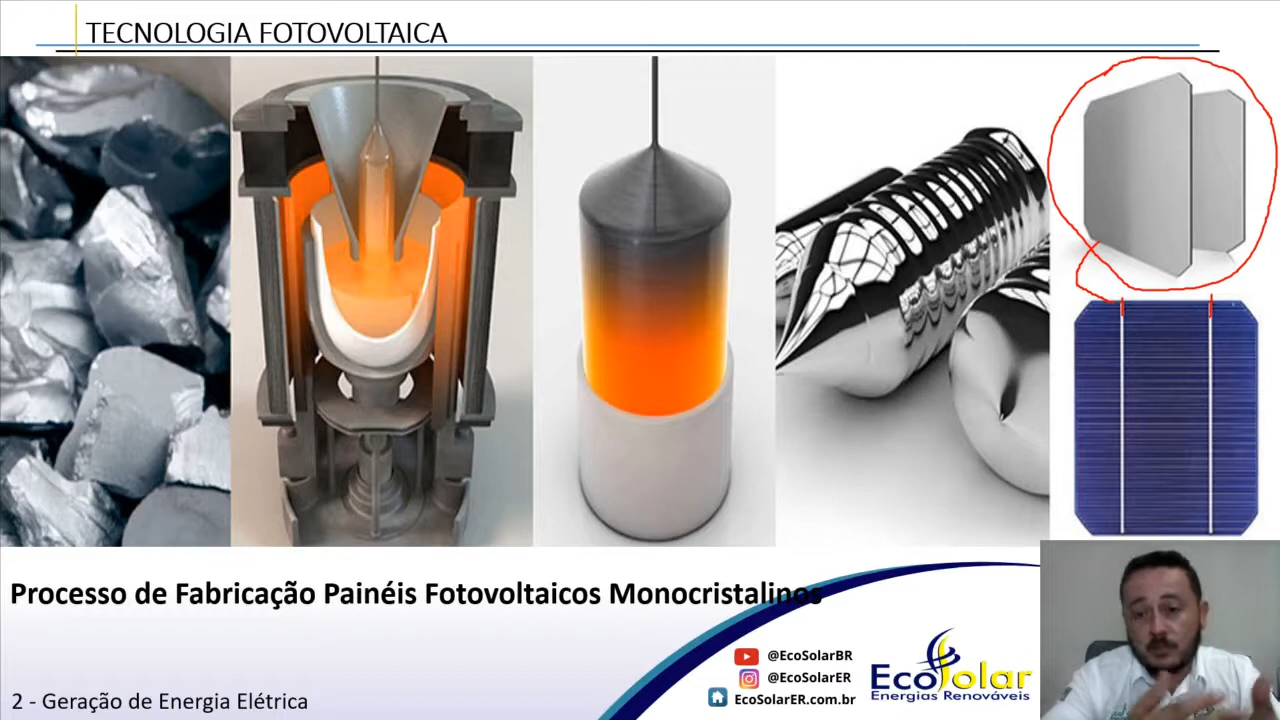 TECNOLOGIA FOTOVOLTAICA
Processo de Fabricação Painéis Fotovoltaicos Monocristalinos
@EcoSolarBR
@EcoSolarER
EcoSolarER.com.br
EcoSolar
Energias Renováveis
2 - Geração de Energia Elétrica